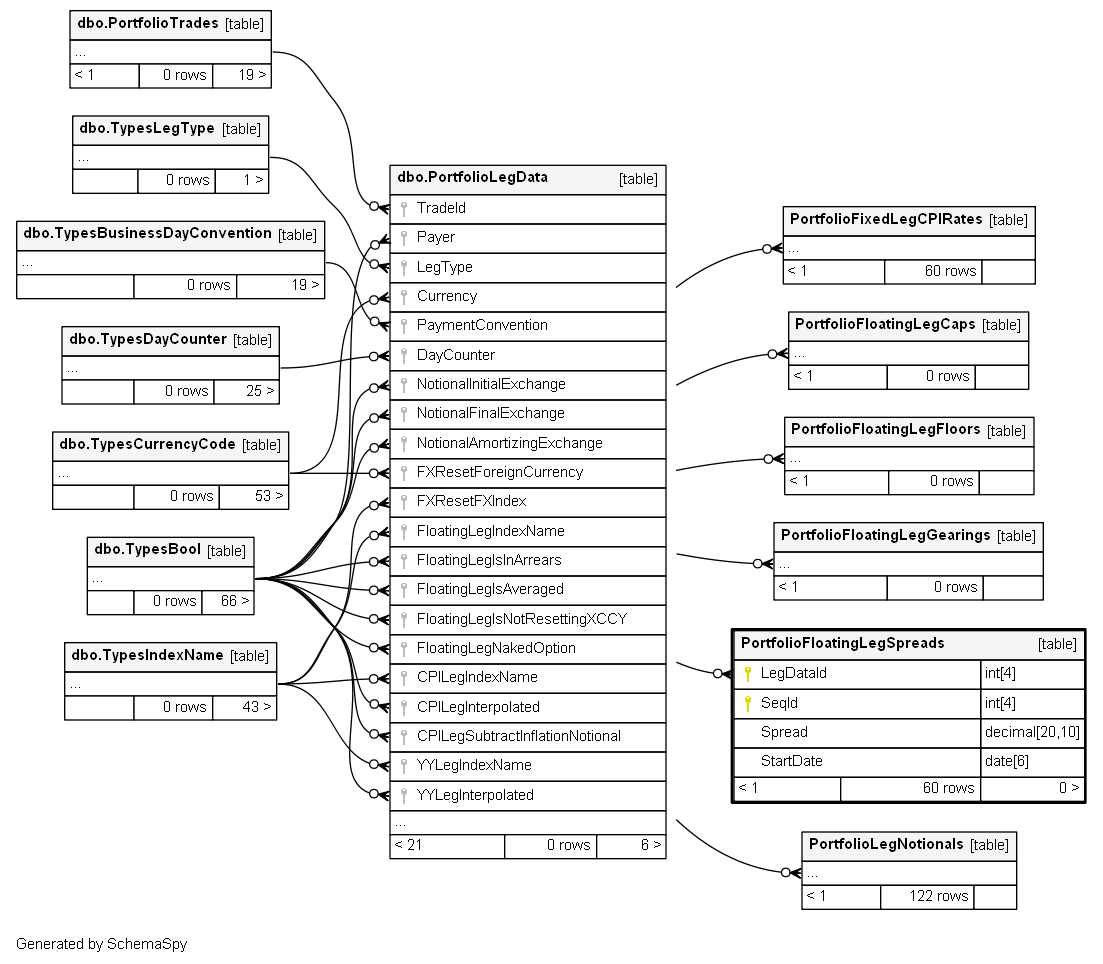 dbo.PortfolioTrades [table]
...
< 1 0 rows 19 >
dbo.TypesLegType [table]
...
0 rows 1 >
dbo.TypesBusinessDayConvention [table]
...
0 rows 19 >
dbo.TypesDayCounter [table]
...
0 rows 25 >
dbo.TypesCurrencyCode [table]
...
0 rows 53 >
dbo.TypesBool [table]
...
0 rows 66 >
dbo.TypesIndexName [table]
...
0 rows 43 >
dbo.PortfolioLegData [table]
TradeId
Payer
LegType
Currency
PaymentConvention
DayCounter
NotionalInitialExchange
NotionalFinalExchange
NotionalAmortizingExchange
FXResetForeignCurrency
FXResetFXIndex
FloatingLegIndexName
FloatingLegIsInArrears
FloatingLegIsAveraged
FloatingLegIsNotResettingXCCY
FloatingLegNakedOption
CPILegIndexName
CPILegInterpolated
CPILegSubtractInflationNotional
YYLegIndexName
YYLegInterpolated
...
< 21 0 rows 6 >
PortfolioFixedLegCPIRates [table]
...
< 1 60 rows
PortfolioFloatingLegCaps [table]
...
< 1 0 rows
PortfolioFloatingLegFloors [table]
...
< 1 0 rows
PortfolioFloatingLegGearings [table]
...
< 1 0 rows
PortfolioFloatingLegSpreads [table]
LegDataId int[4]
SeqId int[4]
Spread decimal[20,10]
StartDate date[6]
< 1 60 rows 0 >
PortfolioLegNotionals [table]
...
< 1 122 rows
Generated by SchemaSpy